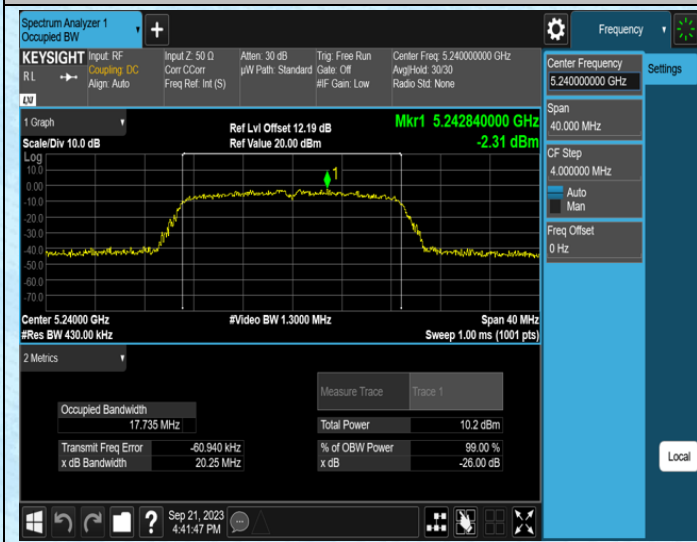 Spectrum Analyzer 1
Occupied BW
Frequency
KEYSIGHT
RL
Input: RF
Coupling: DC
Align: Auto
Input Z: 50 Ω
Corr CCorr
Freq Ref: Int (S)
Atten: 30 dB
µW Path: Standard
Trig: Free Run
Gate: Off
#IF Gain: Low
Center Freq: 5.240000000 GHz
Avg|Hold: 30/30
Radio Std: None
Center Frequency
5.240000000 GHz
Settings
Span
40.000 MHz
CF Step
4.000000 MHz
Auto
Man
Freq Offset
0 Hz
1 Graph
Scale/Div 10.0 dB
Ref Lvl Offset 12.19 dB
Ref Value 20.00 dBm
Mkr1 5.242840000 GHz
-2.31 dBm
Log
10.0
0.00
-10.0
-20.0
-30.0
-40.0
-50.0
-60.0
-70.0
1
Center 5.24000 GHz
#Res BW 430.00 kHz
#Video BW 1.3000 MHz
Span 40 MHz
Sweep 1.00 ms (1001 pts)
2 Metrics
Measure Trace Trace 1
Occupied Bandwidth
17.735 MHz
Total Power 10.2 dBm
Transmit Freq Error -60.940 kHz
% of OBW Power 99.00 %
x dB Bandwidth 20.25 MHz
x dB -26.00 dB
Local
Sep 21, 2023
4:41:47 PM